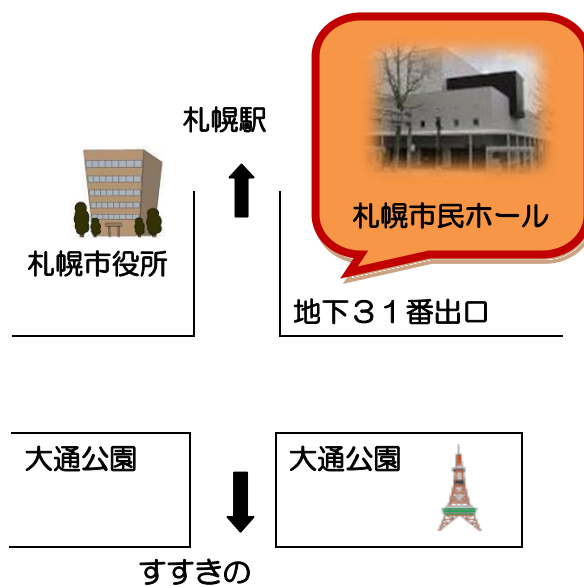 札幌駅
札幌市民ホール
札幌市役所
地下31番出口
大通公園
大通公園
すすきの